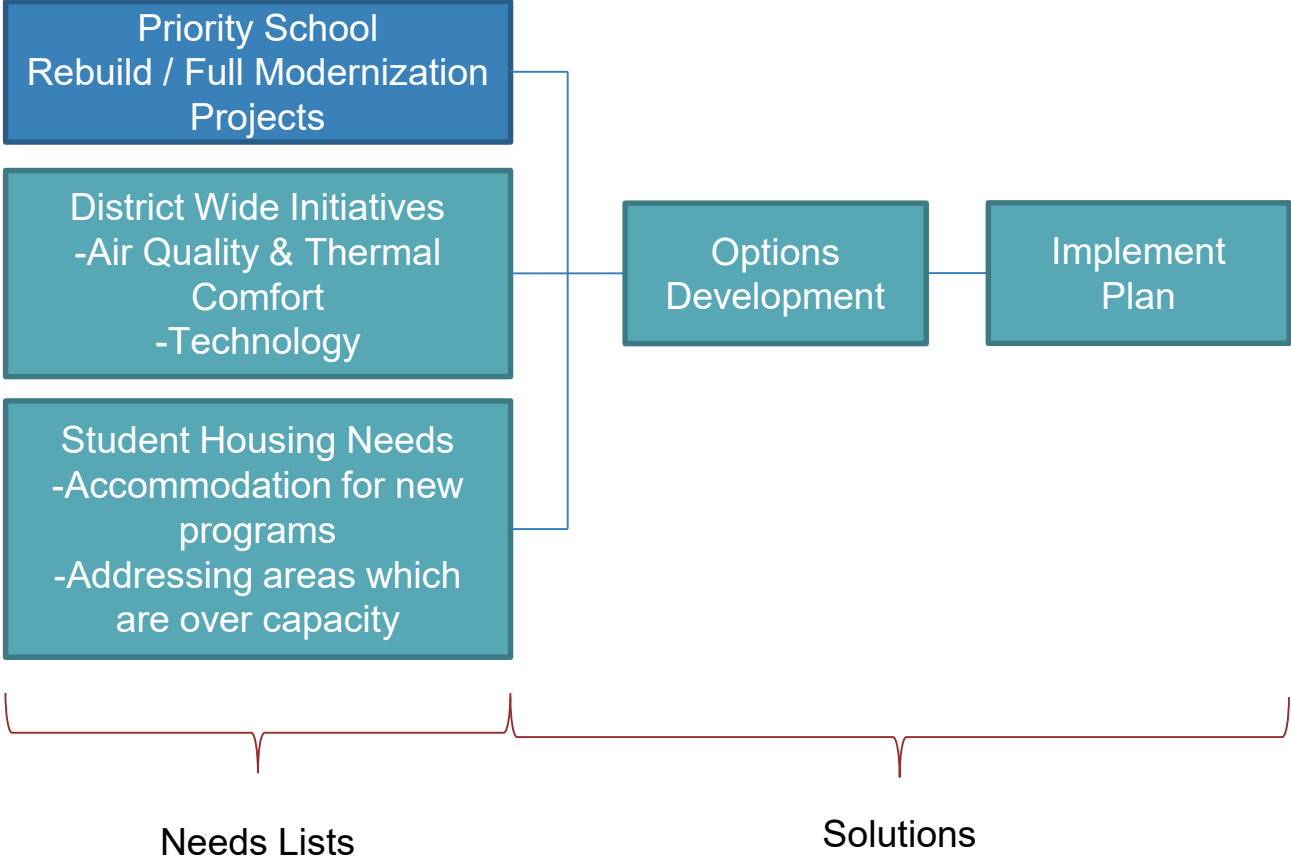 Priority School
Rebuild / Full Modernization
Projects
District Wide Initiatives
-Air Quality & Thermal
Comfort
-Technology
Student Housing Needs
-Accommodation for new
programs
-Addressing areas which
are over capacity
Options
Development
Implement
Plan
Needs Lists
Solutions